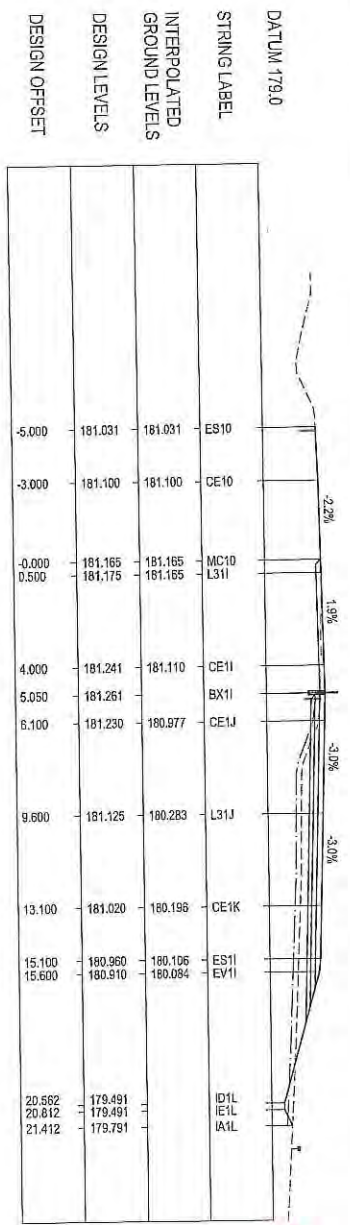 -2.2%
1.9%
-3.0%
-3.0%
DATUM 179.0
STRING LABEL
ES10
CE10
MC10
L31I
CE1I
BX1I
CE1J
L31J
CE1K
ES1I
EV1I
ID1L
IE1L
IA1L
INTERPOLATED
GROUND LEVELS
181.031
181.100
181.165
181.165
181.110
180.977
180.283
180.196
180.106
180.084
DESIGN LEVELS
181.031
181.100
181.165
181.175
181.241
181.261
181.230
181.125
181.020
180.960
180.910
179.491
179.491
179.791
DESIGN OFFSET
-5.000
-3.000
-0.000
0.500
4.000
5.050
6.100
9.600
13.100
15.100
15.600
20.562
20.812
21.412